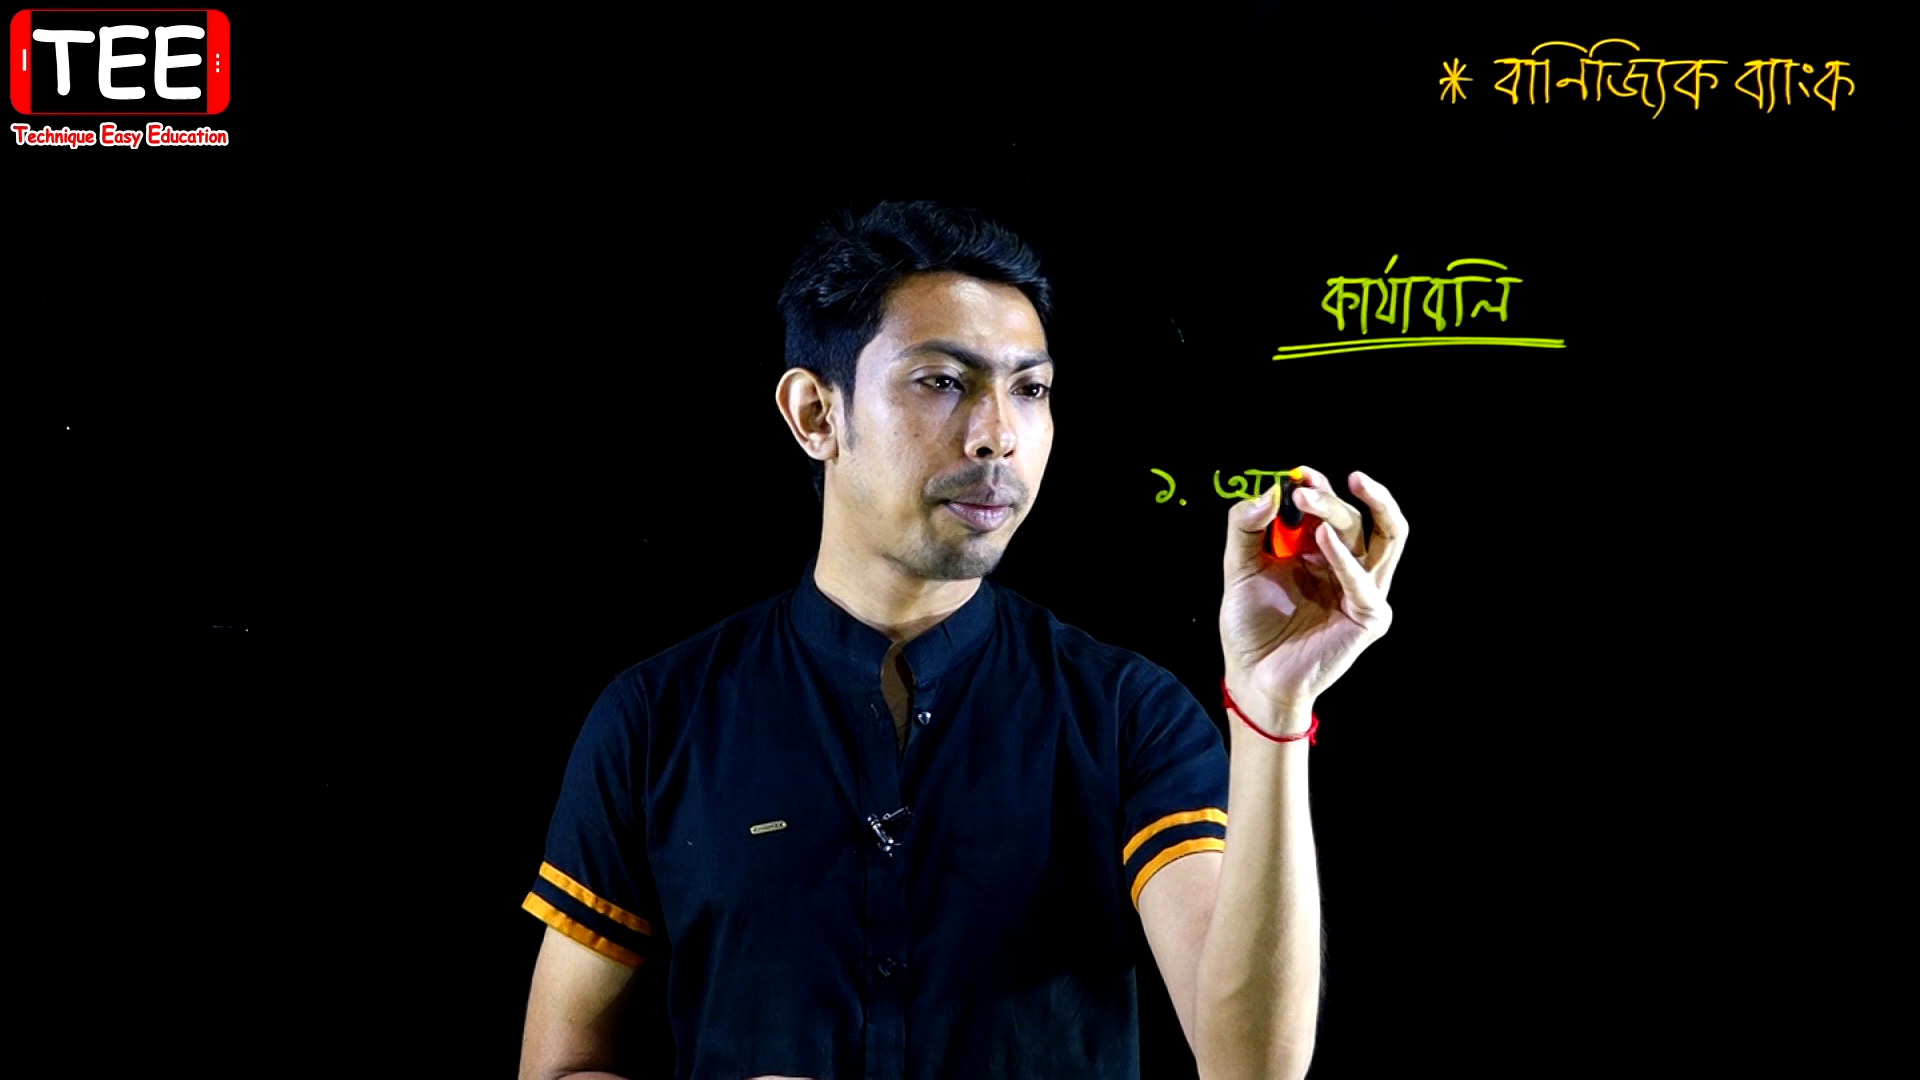 TEE
Technique Easy Education
* বানিজ্যিক ব্যাংক
কার্যাবলি
১. আ